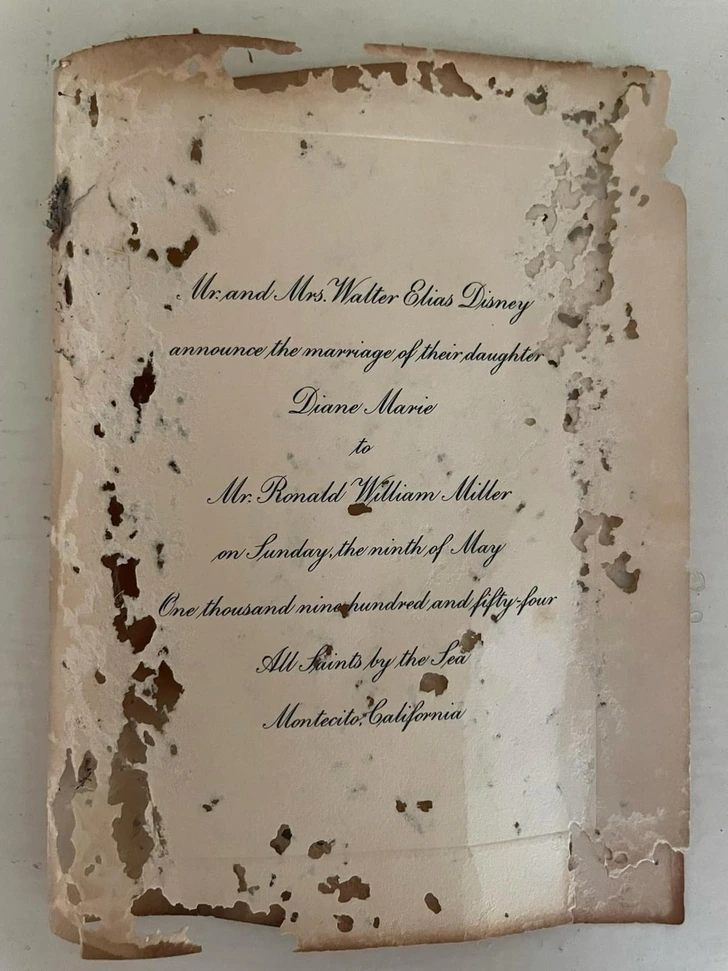 Mr. and Mrs. Walter Elias Disney
announce the marriage of their daughter
Diane Marie
to
Mr. Ronald William Miller
on Sunday, the ninth of May
One thousand nine hundred and fifty-four
All Saints by the Sea
Montecito, California